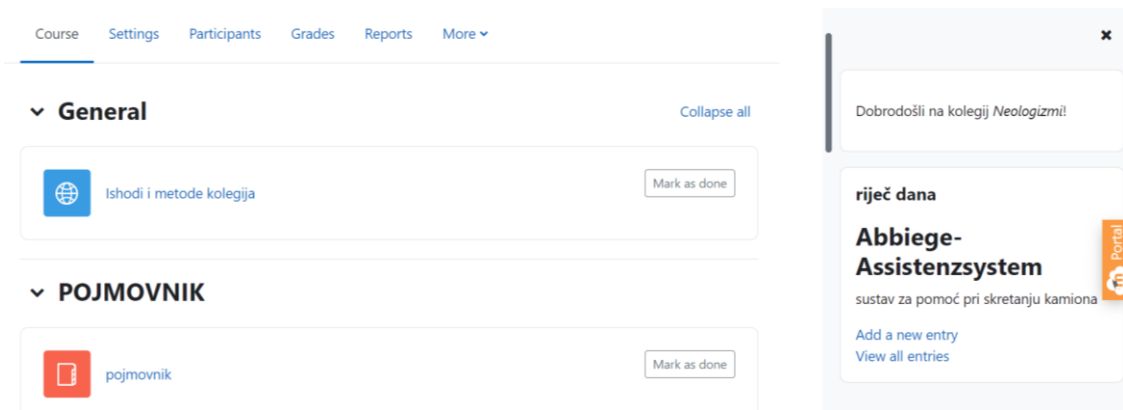 Course Settings Participants Grades Reports More
General
Collapse all
Ishodi i metode kolegija
Mark as done
POJMOVNIK
pojmovnik
Mark as done
Dobrodošli na kolegij Neologizmi!
riječ dana
Abbiege-
Assistenzsystem
sustav za pomoć pri skretanju kamiona
Add a new entry
View all entries
Portal